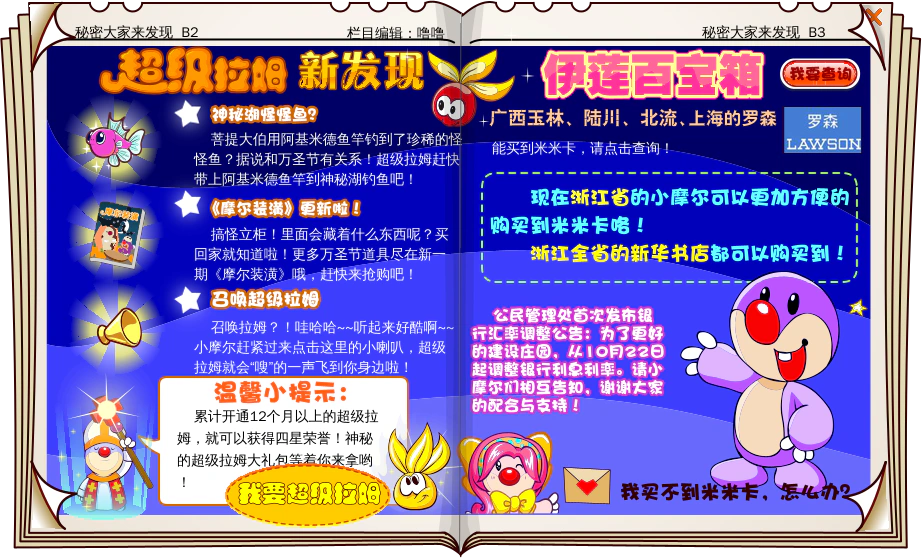 秘密大家来发现 B2
栏目编辑：噜噜
超级拉姆 新发现
神秘湖怪怪鱼？
菩提大伯用阿基米德鱼竿钓到了珍稀的怪
怪鱼？据说和万圣节有关系！超级拉姆赶快
带上阿基米德鱼竿到神秘湖钓鱼吧！
《摩尔装潢》更新啦！
搞怪立柜！里面会藏着什么东西呢？买
回家就知道啦！更多万圣节道具尽在新一
期《摩尔装潢》哦，赶快来抢购吧！
摩尔装潢
召唤超级拉姆
召唤拉姆？！哇哈哈~~听起来好酷啊~~
小摩尔赶紧过来点击这里的小喇叭，超级
拉姆就会“嗖”的一声飞到你身边啦！
温馨小提示：
累计开通12个月以上的超级拉
姆，就可以获得四星荣誉！神秘
的超级拉姆大礼包等着你来拿哟
！
我要超级拉姆
秘密大家来发现 B3
伊莲百宝箱
我要查询
广西玉林、陆川、北流、上海的罗森
能买到米米卡，请点击查询！
罗森
LAWSON
现在浙江省的小摩尔可以更加方便的
购买到米米卡咯！
浙江全省的新华书店都可以购买到！
公民管理处首次发布银
行汇率调整公告：为了更好
的建设庄园，从10月22日
起调整银行利息利率。请小
摩尔们相互告知，谢谢大家
的配合与支持！
我买不到米米卡，怎么办？